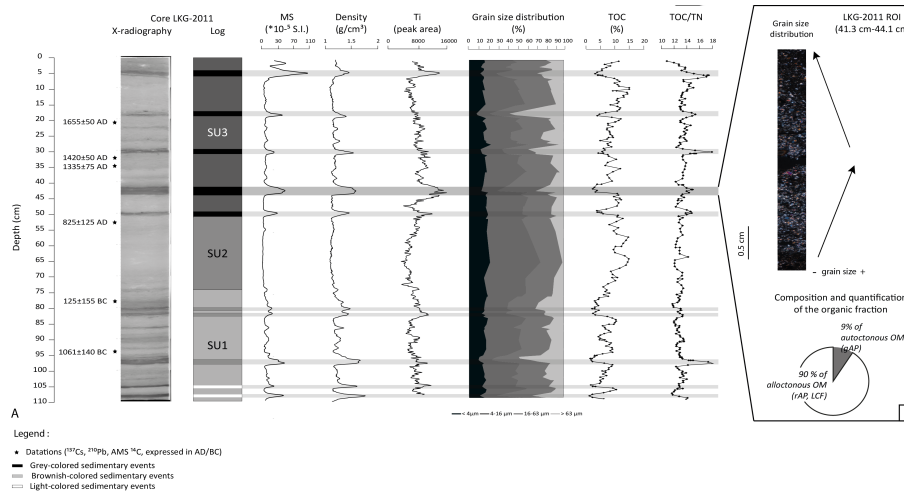 Core LKG-2011
X-radiography
Log
MS
(*10⁻⁵ S.I.)
-10 30 70 110
Density
(g/cm³)
1 1.5 2
Ti
(peak area)
0 8000 16000
Grain size distribution
(%)
0 10 20 30 40 50 60 70 80 90 100
TOC
(%)
0 5 10 15 20
TOC/TN
10 12 14 16 18
Grain size
distribution
LKG-2011 ROI
(41.3 cm-44.1 cm
Depth (cm)
0
5
10
15
20
25
30
35
40
45
50
55
60
65
70
75
80
85
90
95
100
105
110
1655±50 AD
1420±50 AD
1335±75 AD
825±125 AD
125±155 BC
1061±140 BC
SU3
SU2
SU1
0.5 cm
- grain size +
Composition and quantification
of the organic fraction
9% of
autoctonous OM
(gAP)
90 % of
alloctonous OM
(rAP, LCF)
< 4μm 4-16 μm 16-63 μm > 63 μm
A
Legend :
★ Datations (¹³⁷Cs, ²¹⁰Pb, AMS ¹⁴C, expressed in AD/BC)
Grey-colored sedimentary events
Brownish-colored sedimentary events
Light-colored sedimentary events